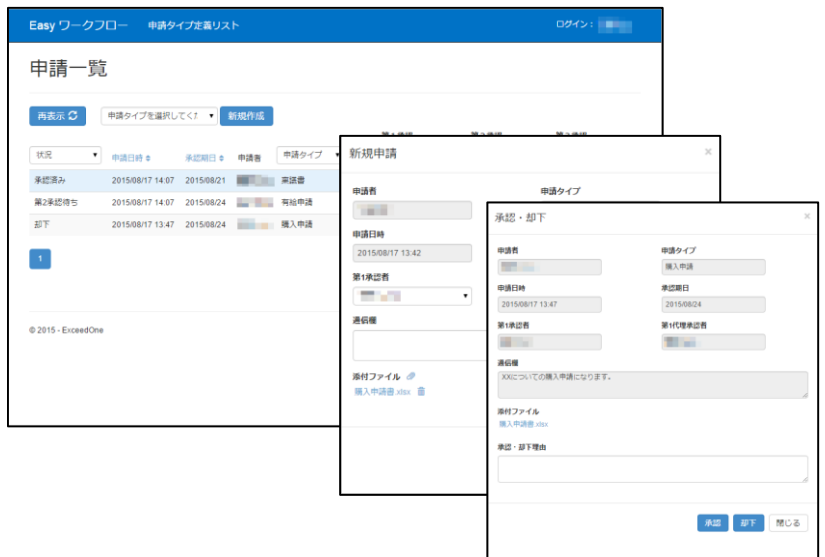 Easy ワークフロー 申請タイプ定義リスト ログイン：
申請一覧
再表示 申請タイプを選択してくた 新規作成
状況 申請日時 承認期日 申請者 申請タイプ
承認済み 2015/08/17 14:07 2015/08/21 稟議書
第2承認待ち 2015/08/17 14:07 2015/08/24 有給申請
却下 2015/08/17 13:47 2015/08/24 購入申請
1
© 2015 - ExceedOne
新規申請 ×
申請者 申請タイプ
申請日時
2015/08/17 13:42
第1承認者
通信欄
添付ファイル
購入申請書.xlsx
承認・却下 ×
申請者 申請タイプ
購入申請
申請日時 承認期日
2015/08/17 13:47 2015/08/24
第1承認者 第1代理承認者
通信欄
XXについての購入申請になります。
添付ファイル
購入申請書.xlsx
承認・却下理由
承認 却下 閉じる